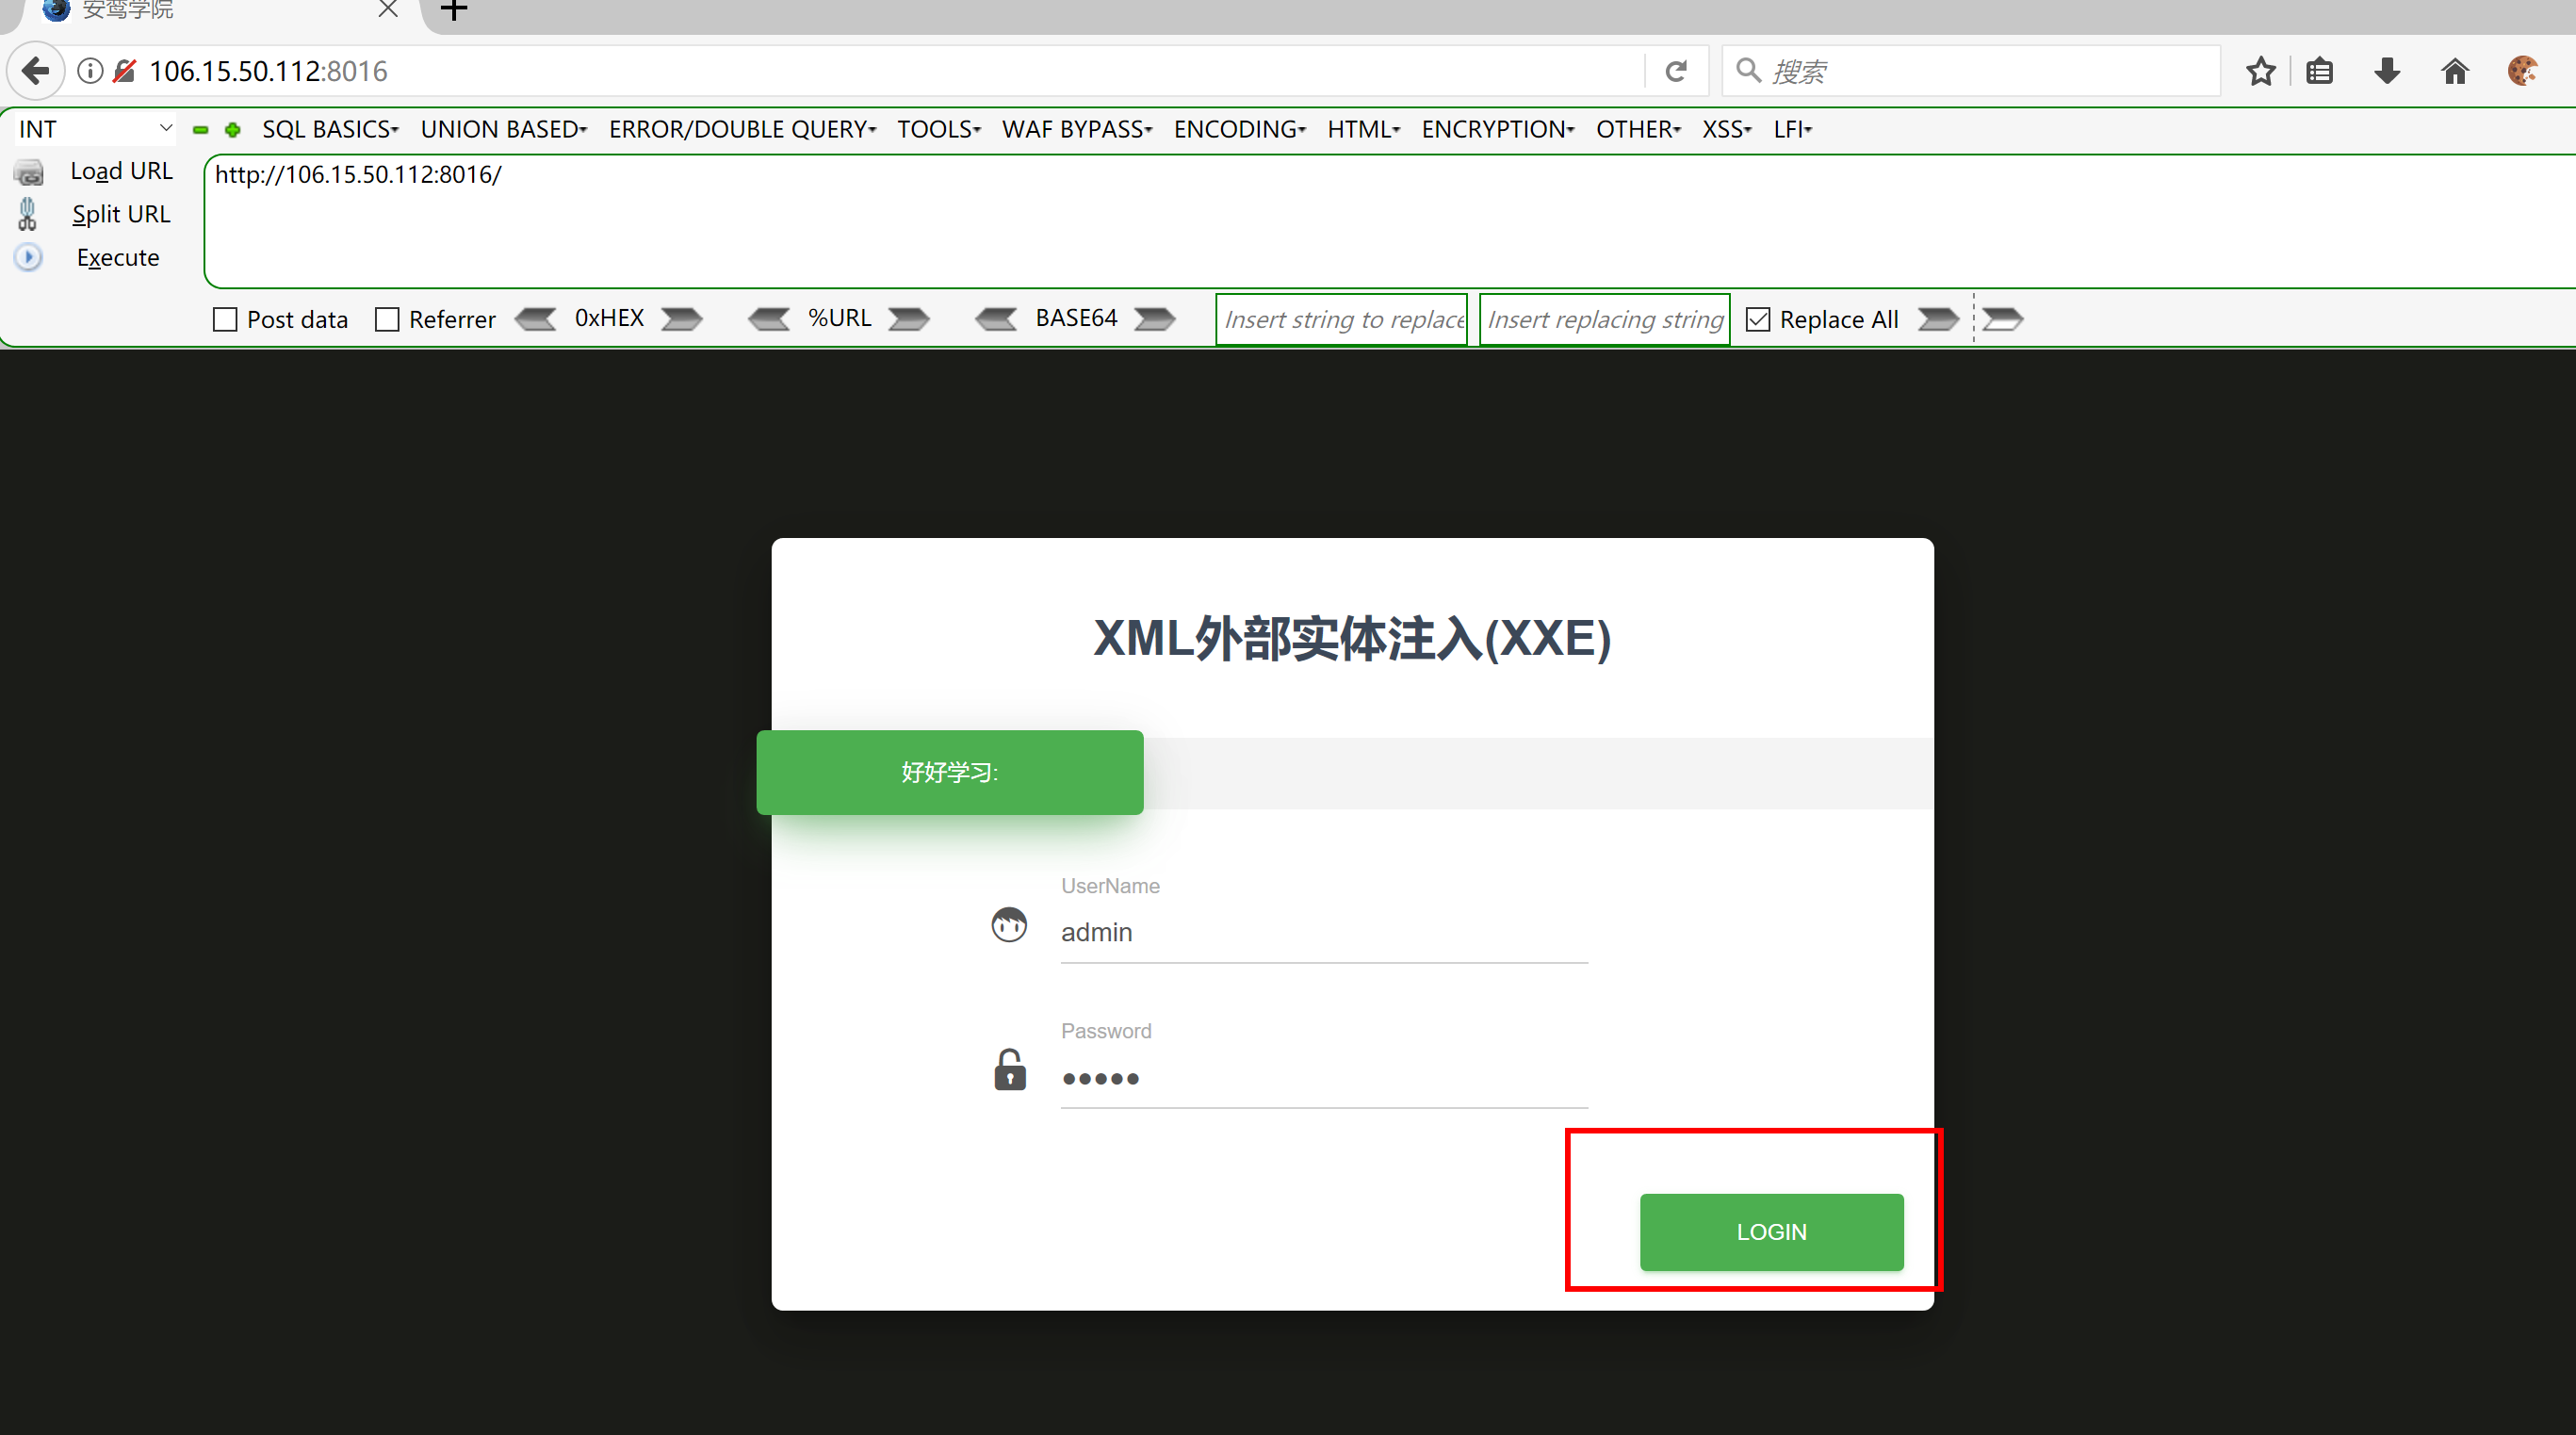 安鸾学院
106.15.50.112:8016
搜索
INT SQL BASICS UNION BASED ERROR/DOUBLE QUERY TOOLS WAF BYPASS ENCODING HTML ENCRYPTION OTHER XSS LFI
Load URL
http://106.15.50.112:8016/
Split URL
Execute
Post data Referrer 0xHEX %URL BASE64 Insert string to replace Insert replacing string Replace All
XML外部实体注入(XXE)
好好学习:
UserName
admin
Password
LOGIN